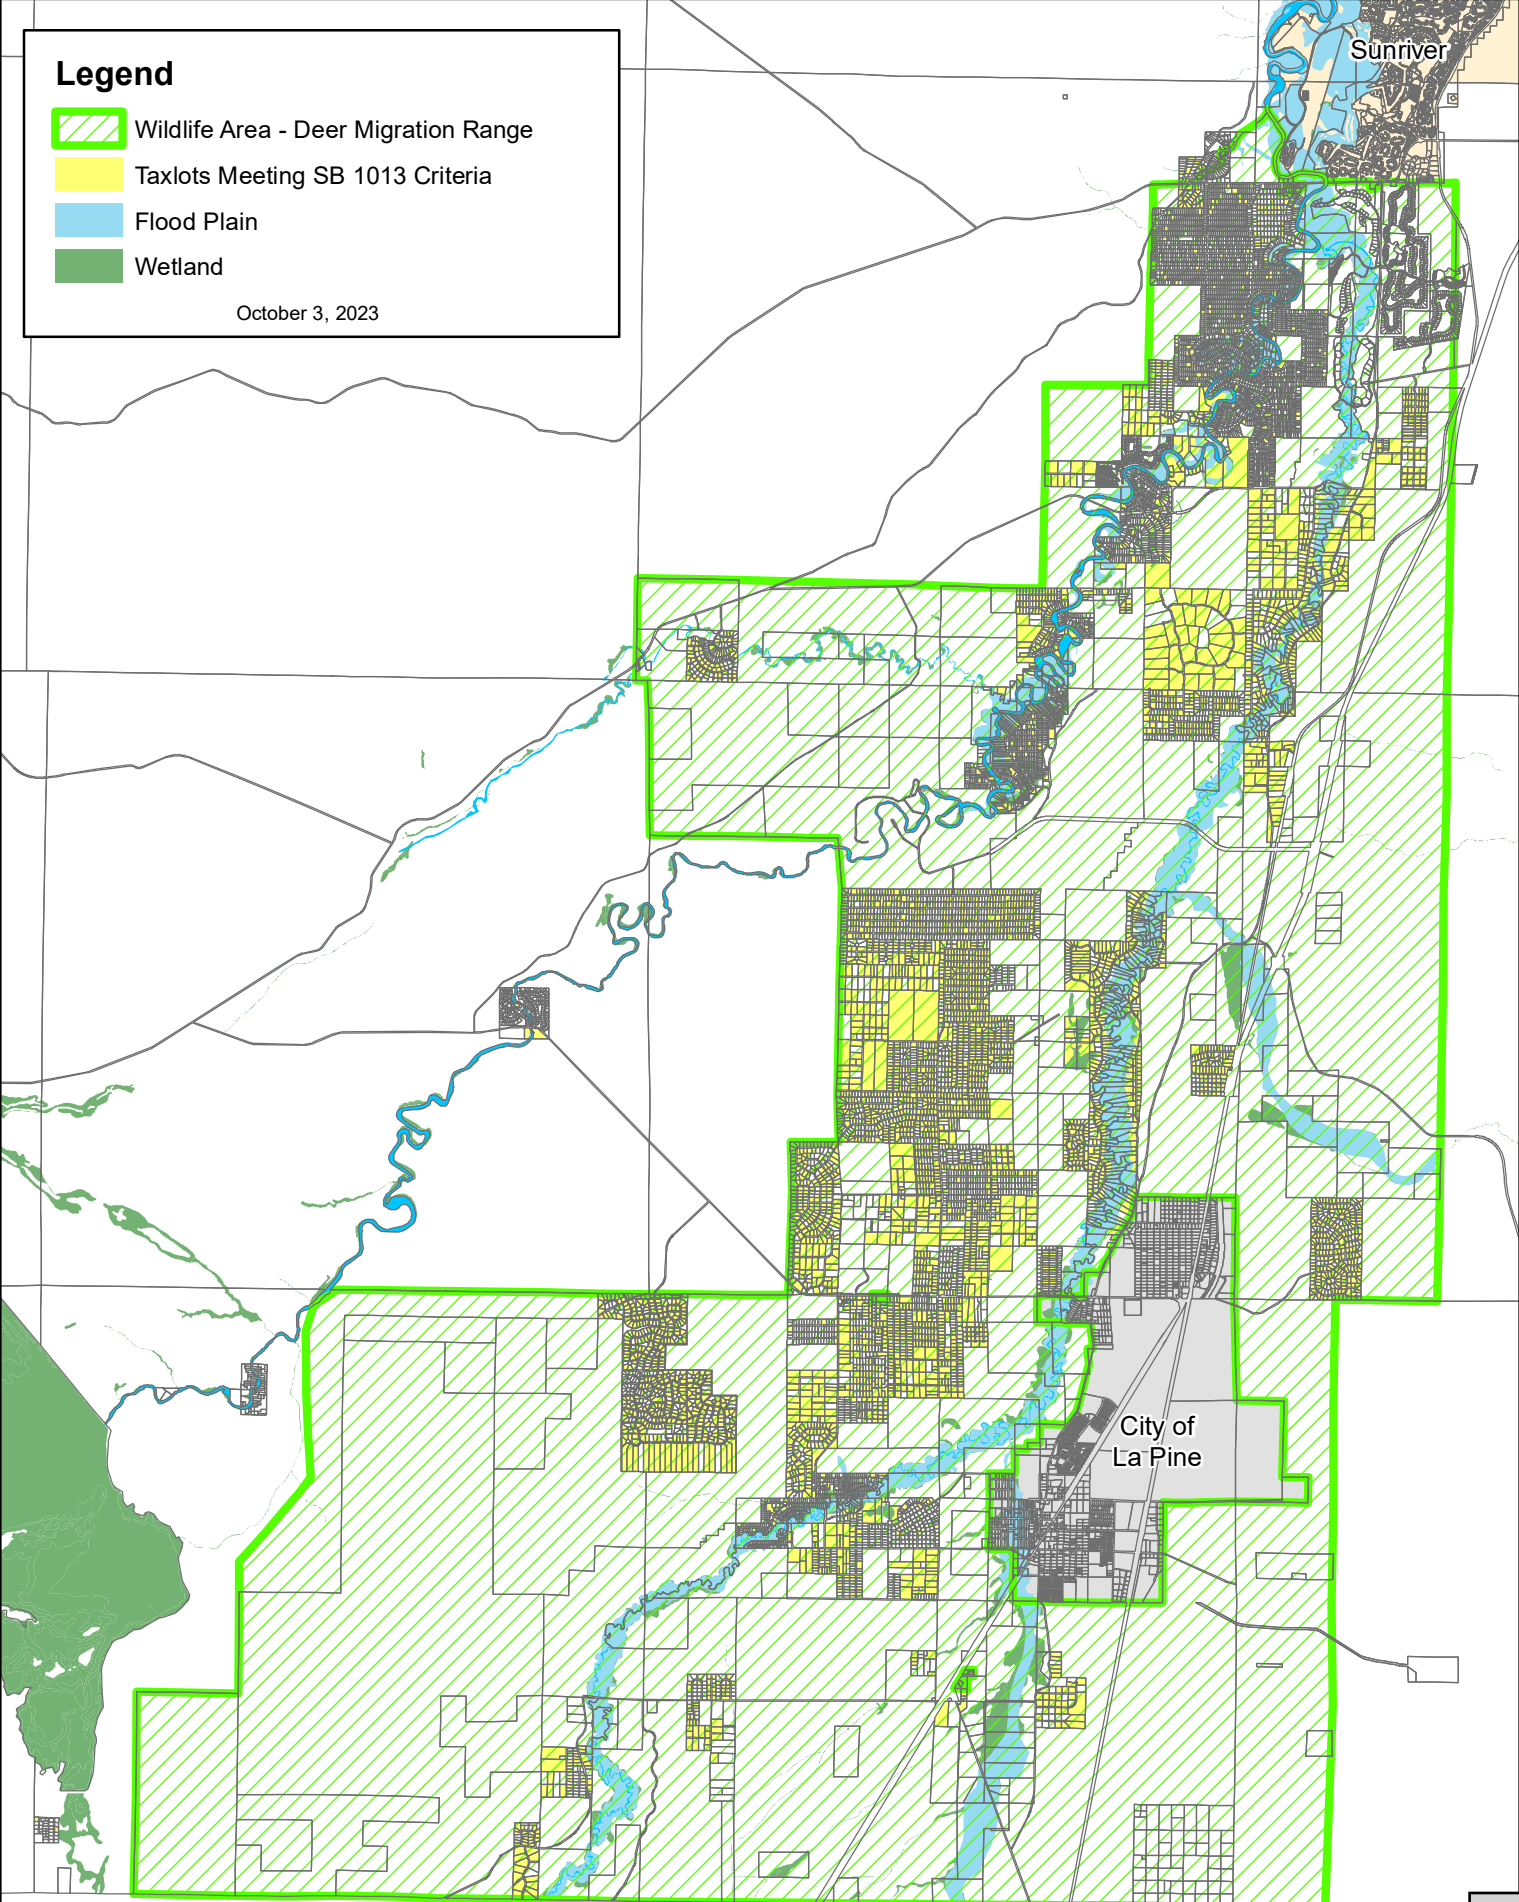 Sunriver
Legend
Wildlife Area - Deer Migration Range
Taxlots Meeting SB 1013 Criteria
Flood Plain
Wetland
October 3, 2023
City of
La Pine